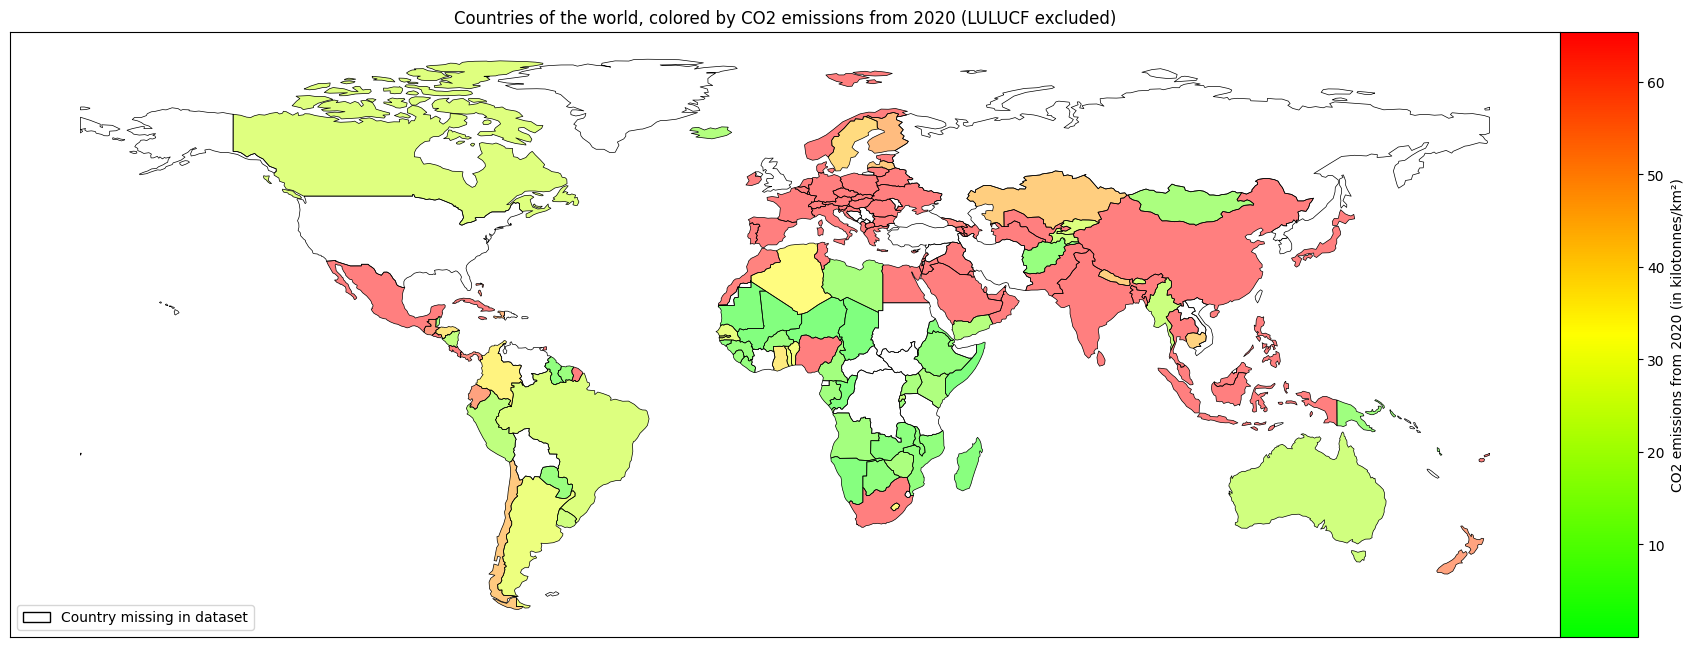 Countries of the world, colored by CO2 emissions from 2020 (LULUCF excluded)
60
50
40
30
20
10
CO2 emissions from 2020 (in kilotonnes/km²)
Country missing in dataset